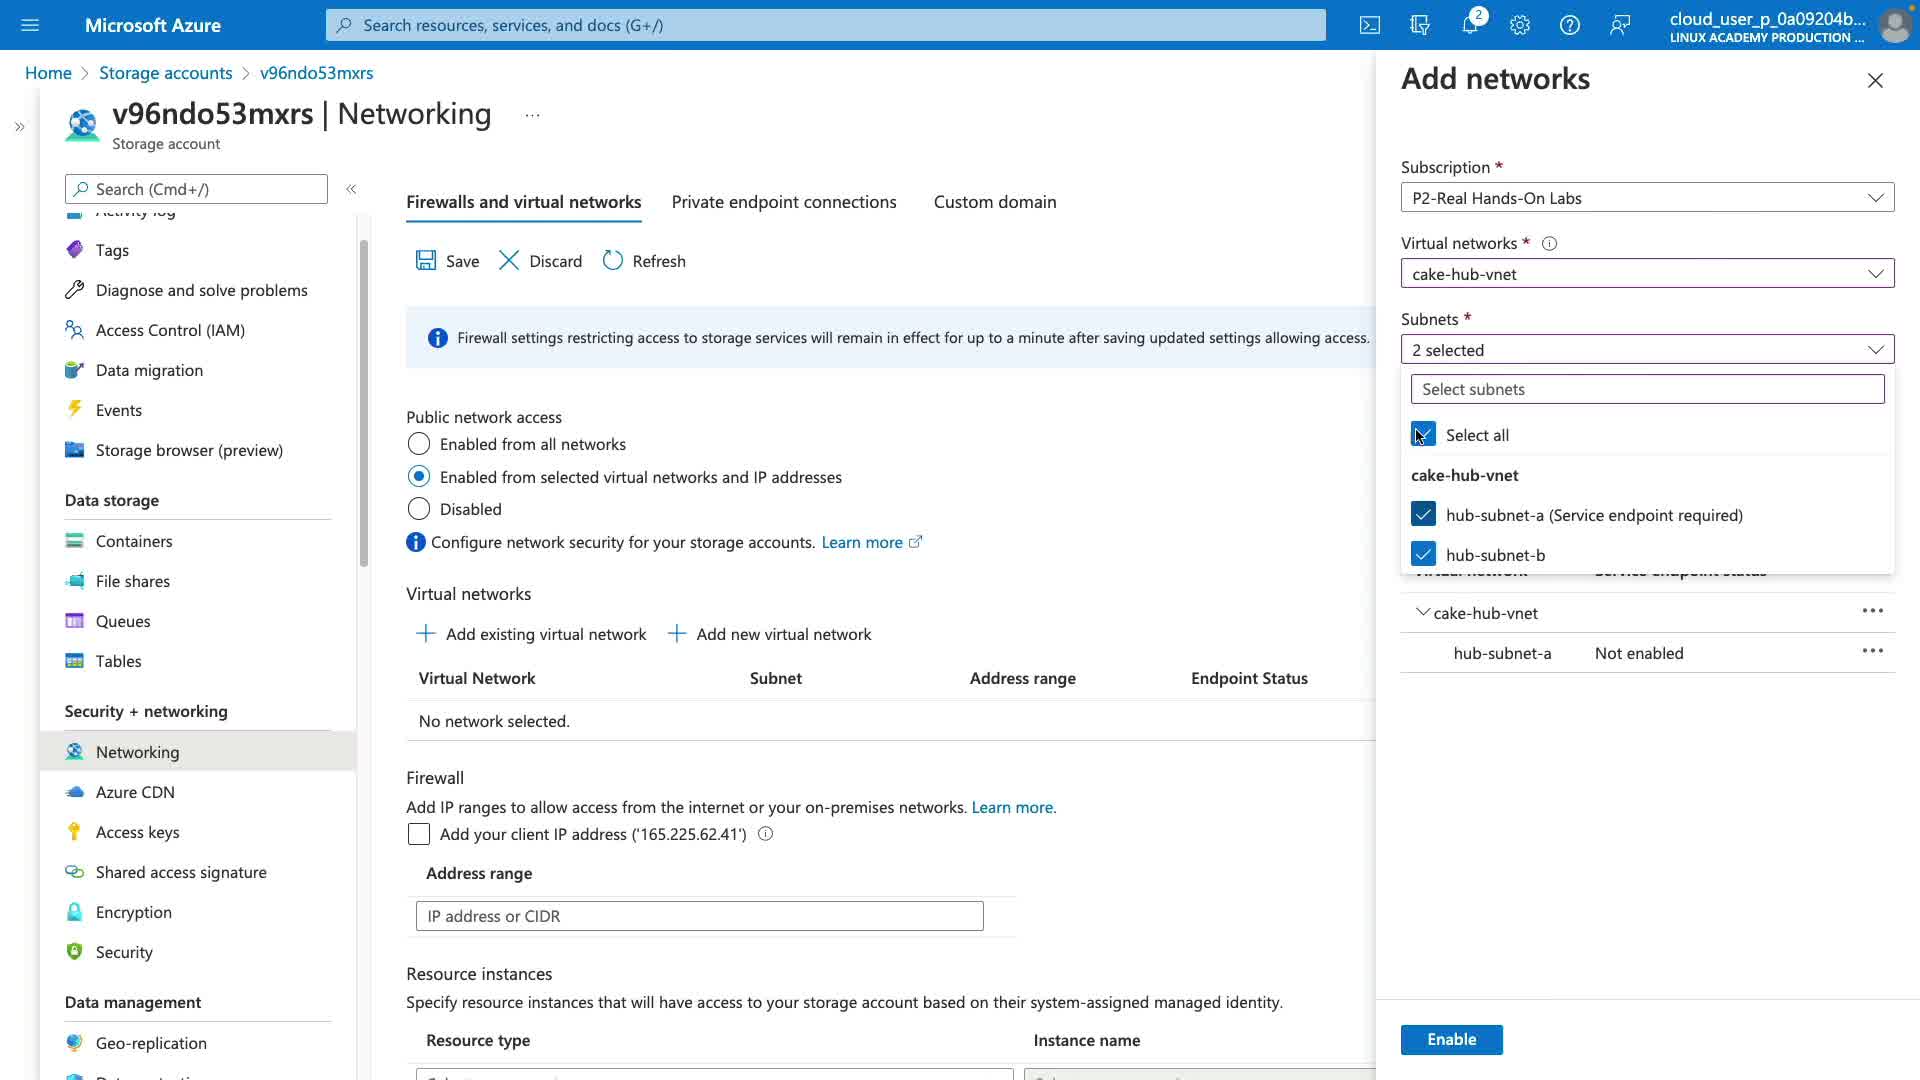 Microsoft Azure
Search resources, services, and docs (G+/)
2
cloud_user_p_0a09204b...
LINUX ACADEMY PRODUCTION ...
Home > Storage accounts > v96ndo53mxrs
v96ndo53mxrs | Networking
...
Storage account
Search (Cmd+/)
Activity log
Tags
Diagnose and solve problems
Access Control (IAM)
Data migration
Events
Storage browser (preview)
Data storage
Containers
File shares
Queues
Tables
Security + networking
Networking
Azure CDN
Access keys
Shared access signature
Encryption
Security
Data management
Geo-replication
Firewalls and virtual networks
Private endpoint connections
Custom domain
Save
Discard
Refresh
Firewall settings restricting access to storage services will remain in effect for up to a minute after saving updated settings allowing access.
Public network access
Enabled from all networks
Enabled from selected virtual networks and IP addresses
Disabled
Configure network security for your storage accounts. Learn more
Virtual networks
Add existing virtual network
Add new virtual network
Virtual Network Subnet Address range Endpoint Status
No network selected.
Firewall
Add IP ranges to allow access from the internet or your on-premises networks. Learn more.
Add your client IP address ('165.225.62.41')
Address range
IP address or CIDR
Resource instances
Specify resource instances that will have access to your storage account based on their system-assigned managed identity.
Resource type Instance name
Add networks
Subscription *
P2-Real Hands-On Labs
Virtual networks *
cake-hub-vnet
Subnets *
2 selected
Select subnets
Select all
cake-hub-vnet
hub-subnet-a (Service endpoint required)
hub-subnet-b
Virtual network Service endpoint status
cake-hub-vnet ...
hub-subnet-a Not enabled ...
Enable